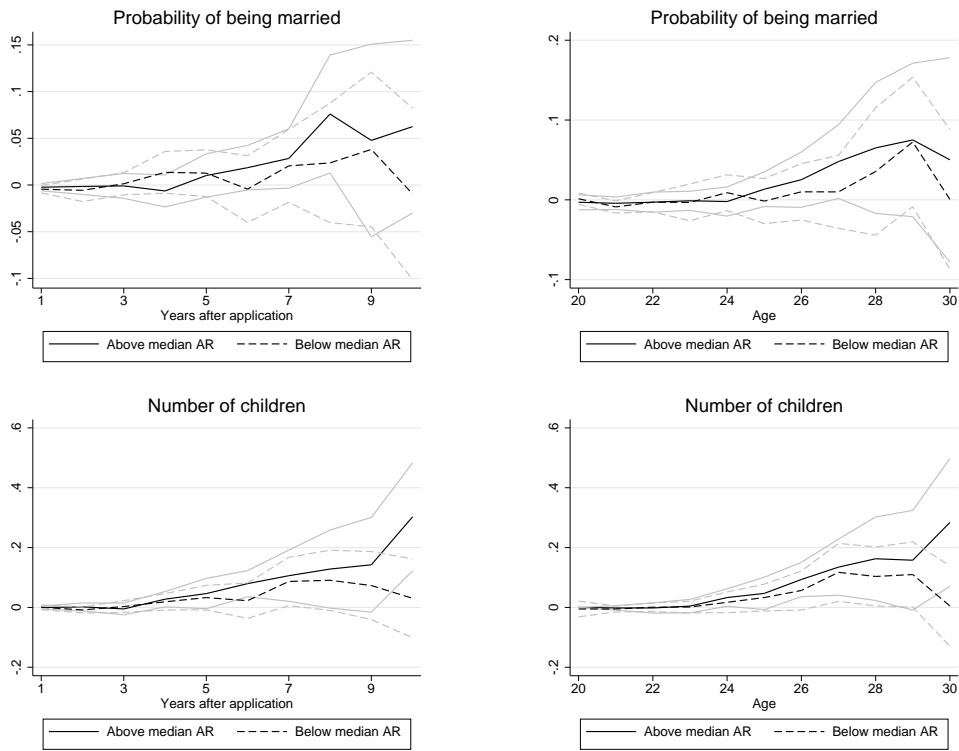 Probability of being married
.15
.1
.05
0
-.05
-.1
1 3 5 7 9
Years after application
Above median AR Below median AR
Probability of being married
.2
.1
0
-.1
20 22 24 26 28 30
Age
Above median AR Below median AR
Number of children
.6
.4
.2
0
-.2
1 3 5 7 9
Years after application
Above median AR Below median AR
Number of children
.6
.4
.2
0
-.2
20 22 24 26 28 30
Age
Above median AR Below median AR